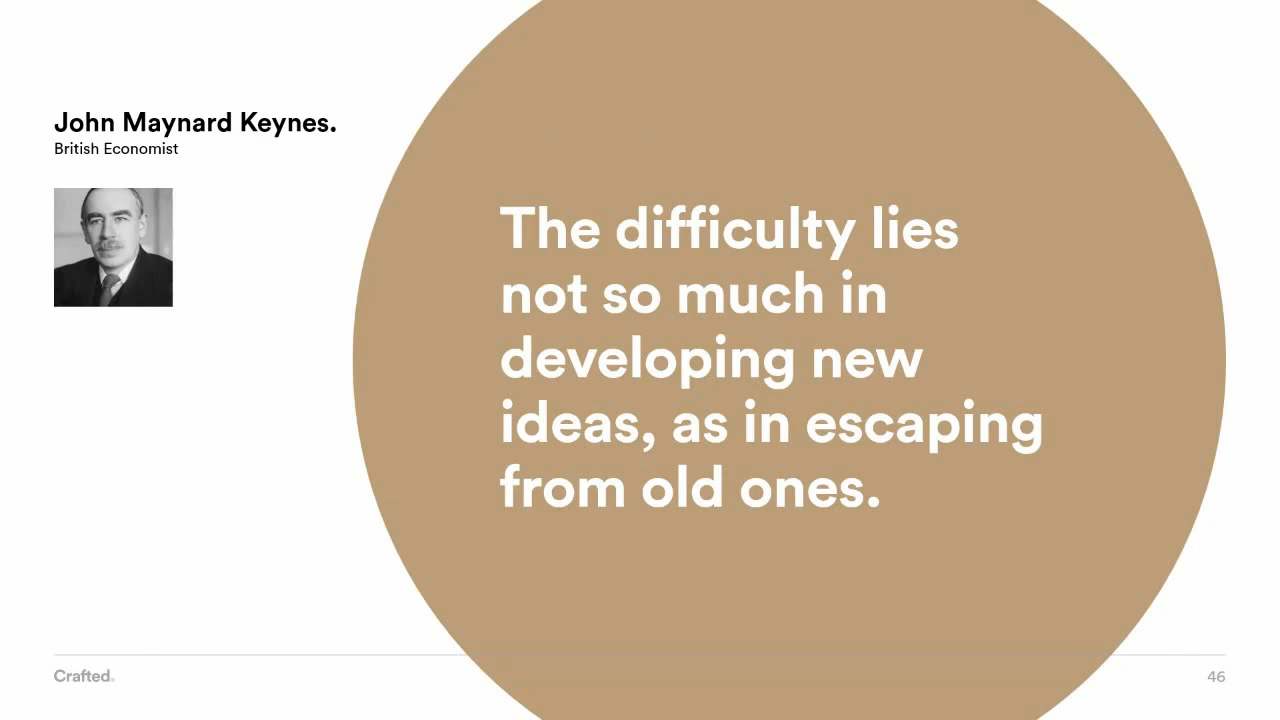 John Maynard Keynes.
British Economist
The difficulty lies
not so much in
developing new
ideas, as in escaping
from old ones.
Crafted.
46